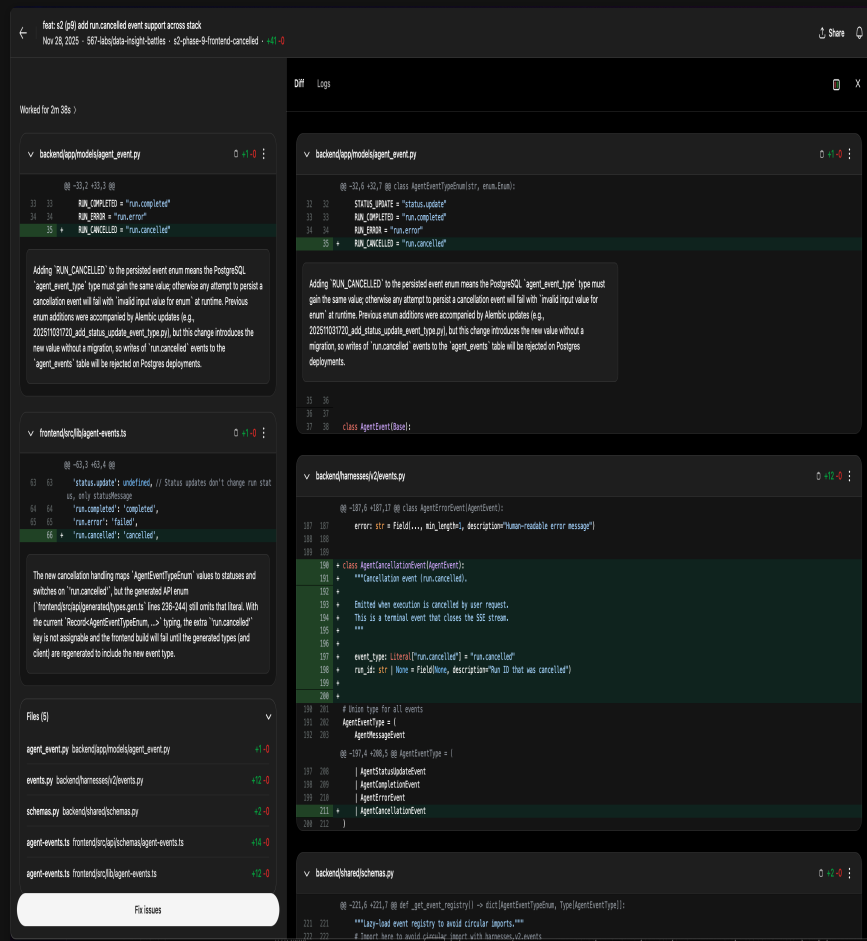 feat: s2 (p9) add run.cancelled event support across stack
Nov 28, 2025 · 567-labs/data-insight-battles · s2-phase-9-frontend-cancelled · +41 -0
Share
Worked for 2m 38s >
backend/app/models/agent_event.py
+1 -0
@@ -33,2 +33,3 @@
33 33 RUN_COMPLETED = "run.completed"
34 34 RUN_ERROR = "run.error"
35 + RUN_CANCELLED = "run.cancelled"
Adding `RUN_CANCELLED` to the persisted event enum means the PostgreSQL
`agent_event_type` type must gain the same value; otherwise any attempt to persist a
cancellation event will fail with `invalid input value for enum` at runtime. Previous
enum additions were accompanied by Alembic updates (e.g.,
202511031720_add_status_update_event_type.py), but this change introduces the
new value without a migration, so writes of `run.cancelled` events to the
`agent_events` table will be rejected on Postgres deployments.
frontend/src/lib/agent-events.ts
+1 -0
@@ -63,3 +63,4 @@
63 63 'status.update': undefined, // Status updates don't change run stat
us, only statusMessage
64 64 'run.completed': 'completed',
65 65 'run.error': 'failed',
66 + 'run.cancelled': 'cancelled',
The new cancellation handling maps `AgentEventTypeEnum` values to statuses and
switches on `'run.cancelled'`, but the generated API enum
(`frontend/src/api/generated/types.gen.ts` lines 236-244) still omits that literal. With
the current `Record<AgentEventTypeEnum, ...>` typing, the extra `'run.cancelled'`
key is not assignable and the frontend build will fail until the generated types (and
client) are regenerated to include the new event type.
Files (5)
agent_event.py backend/app/models/agent_event.py +1 -0
events.py backend/harnesses/v2/events.py +12 -0
schemas.py backend/shared/schemas.py +2 -0
agent-events.ts frontend/src/api/schemas/agent-events.ts +14 -0
agent-events.ts frontend/src/lib/agent-events.ts +12 -0
Fix issues
Diff Logs
X
backend/app/models/agent_event.py
+1 -0
@@ -32,6 +32,7 @@ class AgentEventTypeEnum(str, enum.Enum):
32 32 STATUS_UPDATE = "status.update"
33 33 RUN_COMPLETED = "run.completed"
34 34 RUN_ERROR = "run.error"
35 + RUN_CANCELLED = "run.cancelled"
Adding `RUN_CANCELLED` to the persisted event enum means the PostgreSQL `agent_event_type` type must
gain the same value; otherwise any attempt to persist a cancellation event will fail with `invalid input value for
enum` at runtime. Previous enum additions were accompanied by Alembic updates (e.g.,
202511031720_add_status_update_event_type.py), but this change introduces the new value without a
migration, so writes of `run.cancelled` events to the `agent_events` table will be rejected on Postgres
deployments.
35 36
36 37
37 38 class AgentEvent(Base):
backend/harnesses/v2/events.py
+12 -0
@@ -187,6 +187,17 @@ class AgentErrorEvent(AgentEvent):
187 187 error: str = Field(..., min_length=1, description="Human-readable error message")
188 188
189 189
190 + class AgentCancellationEvent(AgentEvent):
191 + """Cancellation event (run.cancelled).
192 +
193 + Emitted when execution is cancelled by user request.
194 + This is a terminal event that closes the SSE stream.
195 + """
196 +
197 + event_type: Literal["run.cancelled"] = "run.cancelled"
198 + run_id: str | None = Field(None, description="Run ID that was cancelled")
199 +
200 +
190 201 # Union type for all events
191 202 AgentEventType = (
192 203 AgentMessageEvent
@@ -197,4 +208,5 @@ AgentEventType = (
197 208 | AgentStatusUpdateEvent
198 209 | AgentCompletionEvent
199 210 | AgentErrorEvent
211 + | AgentCancellationEvent
200 212 )
backend/shared/schemas.py
+2 -0
@@ -221,6 +221,7 @@ def _get_event_registry() -> dict[AgentEventTypeEnum, Type[AgentEventType]]:
221 221 """Lazy-load event registry to avoid circular imports."""
222 222 # Import here to avoid circular import with harnesses.v2.events